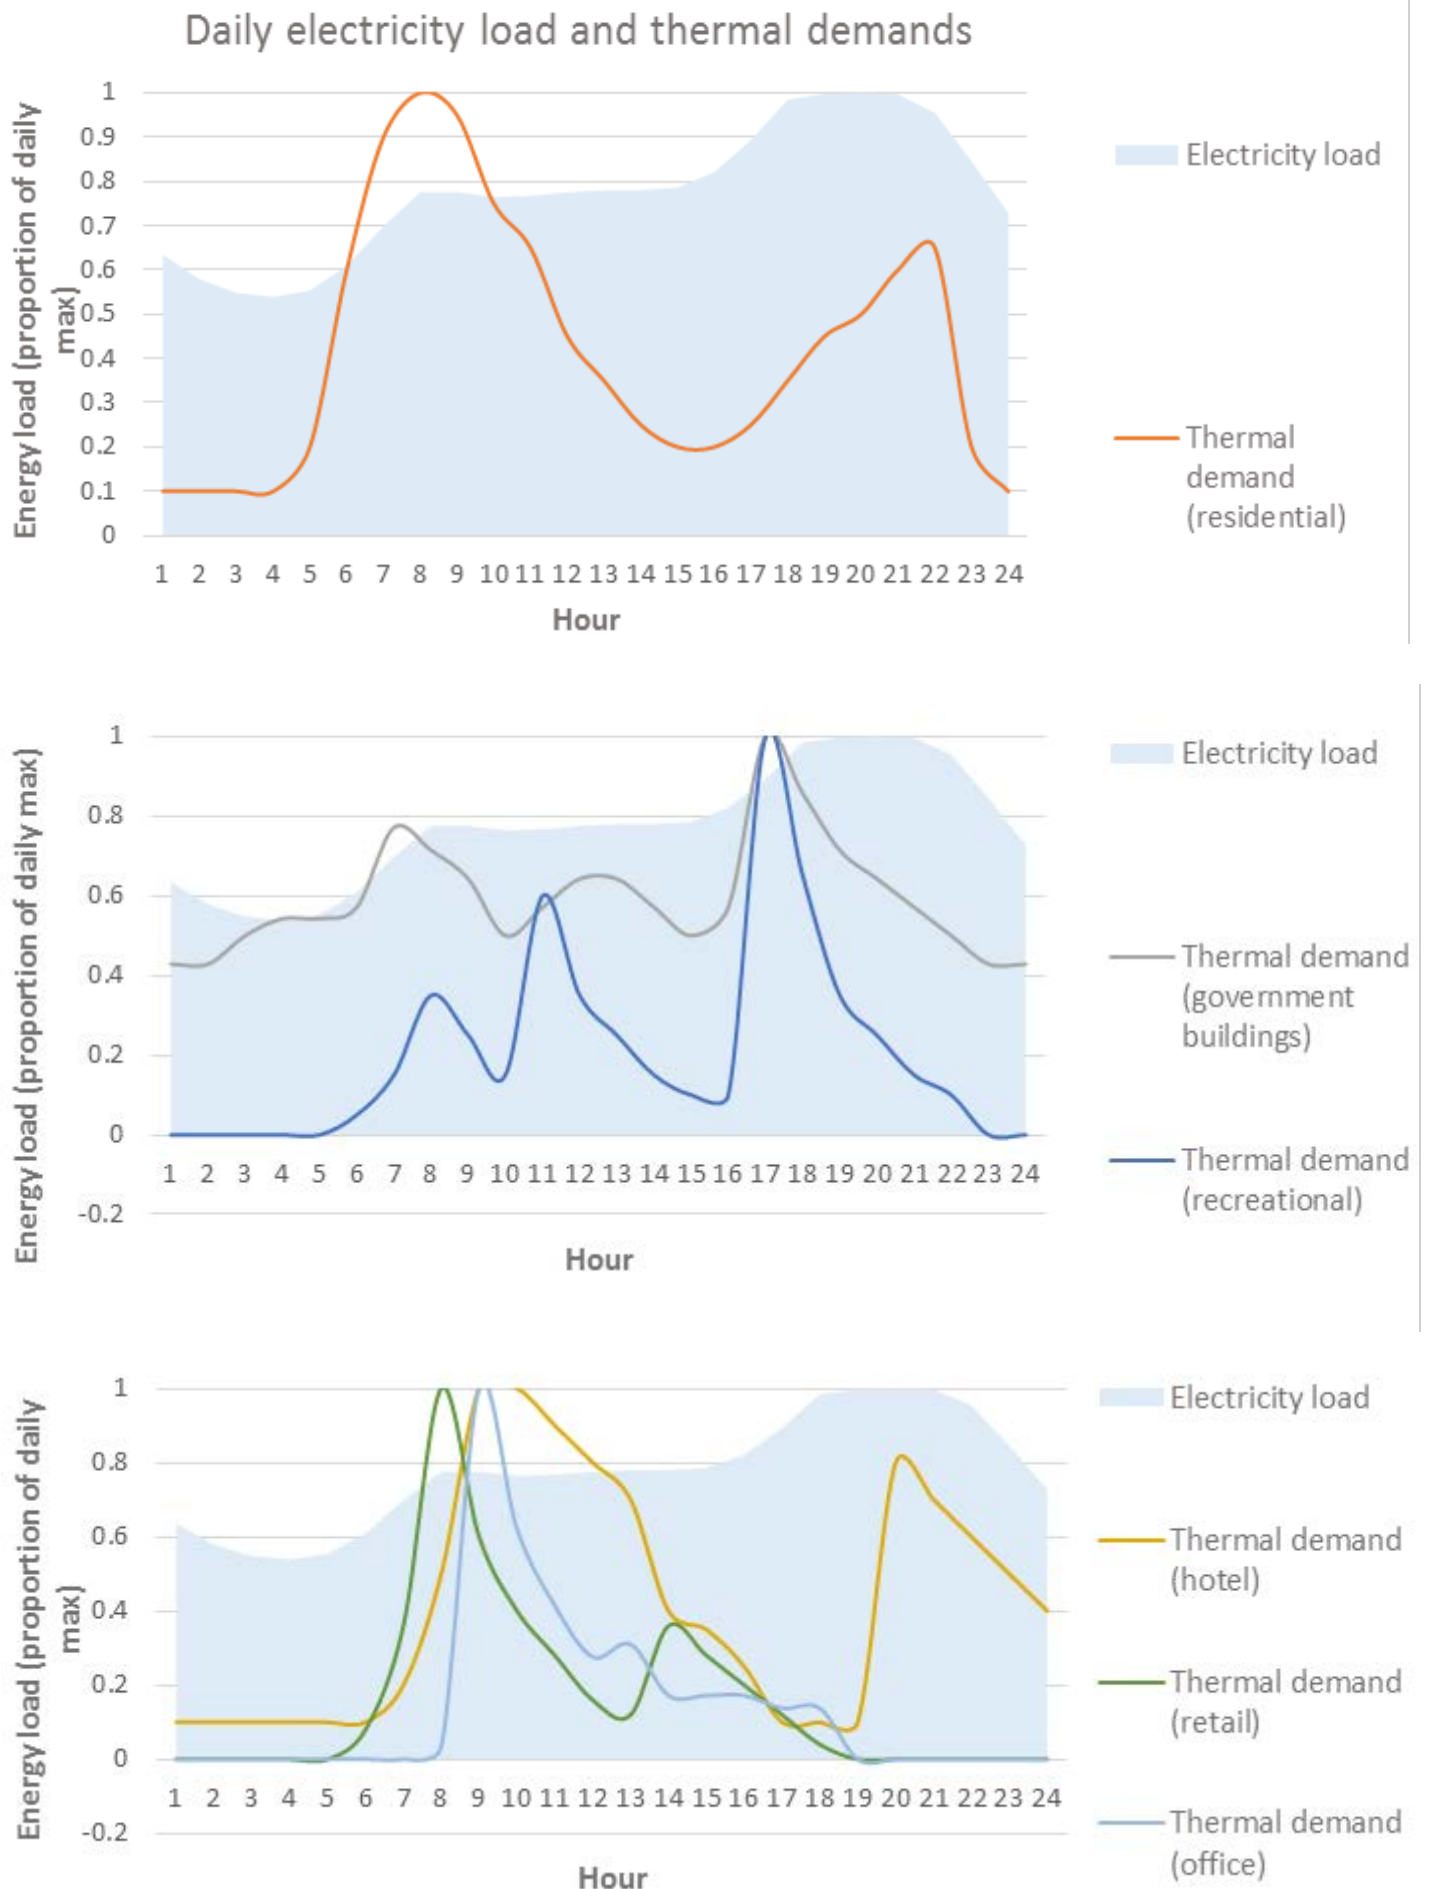 Daily electricity load and thermal demands
Energy load (proportion of daily
max)
1
0.9
0.8
0.7
0.6
0.5
0.4
0.3
0.2
0.1
0
1 2 3 4 5 6 7 8 9 10 11 12 13 14 15 16 17 18 19 20 21 22 23 24
Hour
Electricity load
Thermal
demand
(residential)
Energy load (proportion of daily max)
1
0.8
0.6
0.4
0.2
0
-0.2
1 2 3 4 5 6 7 8 9 10 11 12 13 14 15 16 17 18 19 20 21 22 23 24
Hour
Electricity load
Thermal demand
(government
buildings)
Thermal demand
(recreational)
Energy load (proportion of daily
max)
1
0.8
0.6
0.4
0.2
0
-0.2
1 2 3 4 5 6 7 8 9 10 11 12 13 14 15 16 17 18 19 20 21 22 23 24
Hour
Electricity load
Thermal demand
(hotel)
Thermal demand
(retail)
Thermal demand
(office)